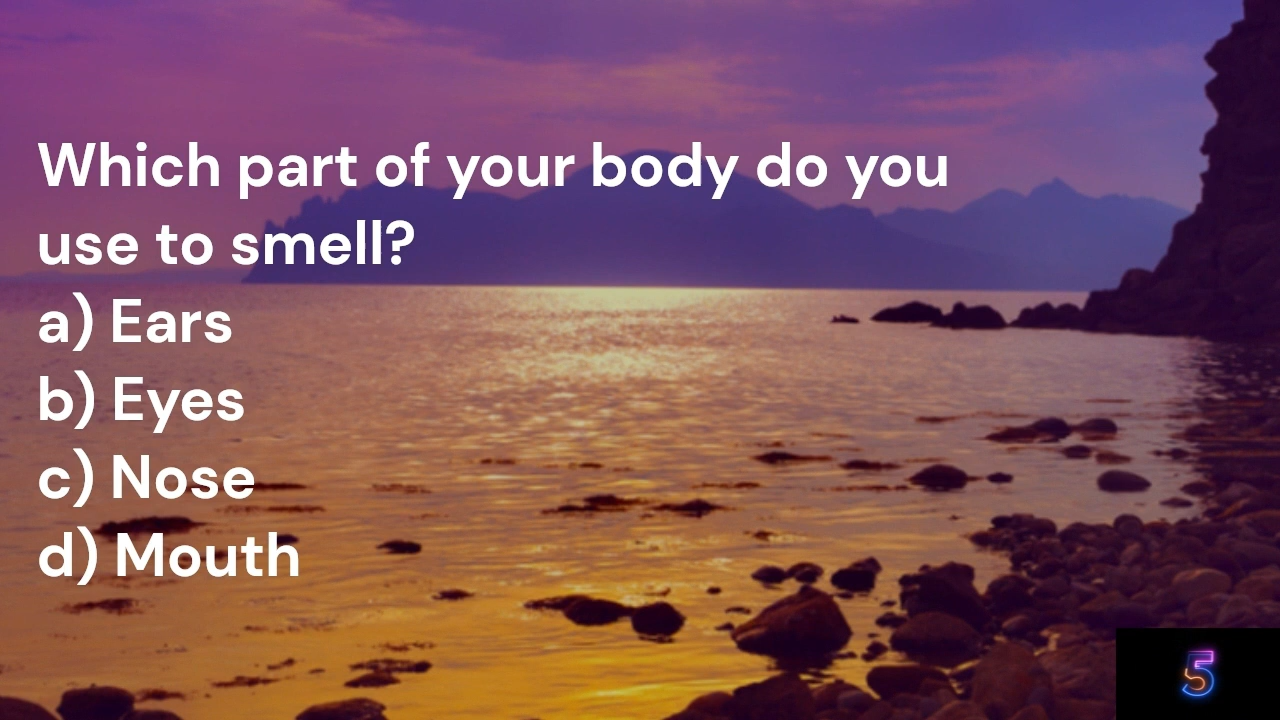 Which part of your body do you
use to smell?
a) Ears
b) Eyes
c) Nose
d) Mouth
5